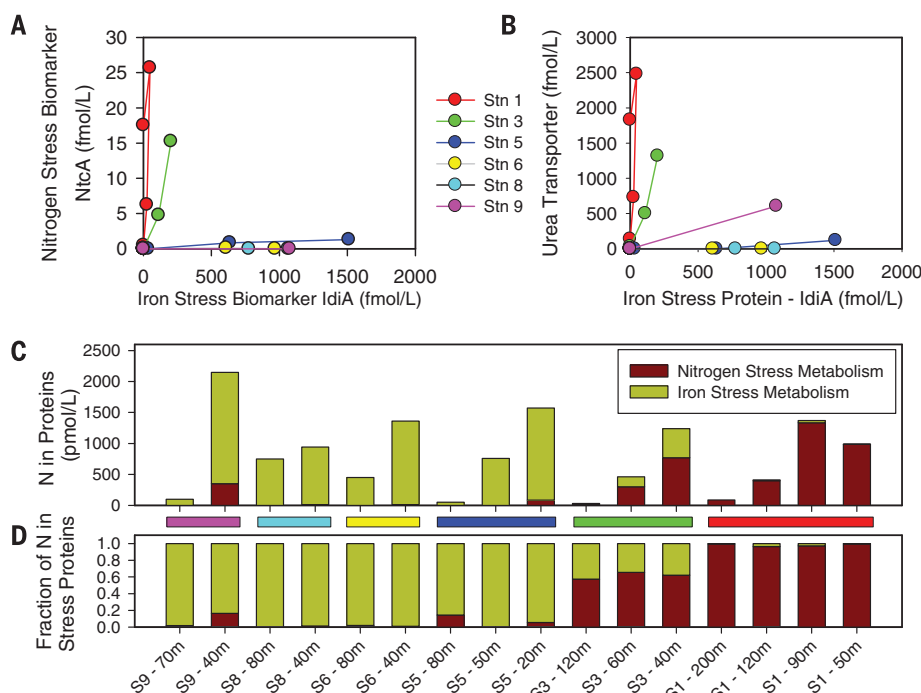 A
Nitrogen Stress Biomarker
NtcA (fmol/L)
30
25
20
15
10
5
0
0 500 1000 1500 2000
Iron Stress Biomarker IdiA (fmol/L)
Stn 1
Stn 3
Stn 5
Stn 6
Stn 8
Stn 9
B
Urea Transporter (fmol/L)
3000
2500
2000
1500
1000
500
0
0 500 1000 1500 2000
Iron Stress Protein - IdiA (fmol/L)
C
N in Proteins
(pmol/L)
2500
2000
1500
1000
500
0
Nitrogen Stress Metabolism
Iron Stress Metabolism
D
Fraction of N in
Stress Proteins
1.0
0.8
0.6
0.4
0.2
0.0
S9 - 70m
S9 - 40m
S8 - 80m
S8 - 40m
S6 - 80m
S6 - 40m
S5 - 80m
S5 - 50m
S5 - 20m
S3 - 120m
S3 - 60m
S3 - 40m
S1 - 200m
S1 - 120m
S1 - 90m
S1 - 50m